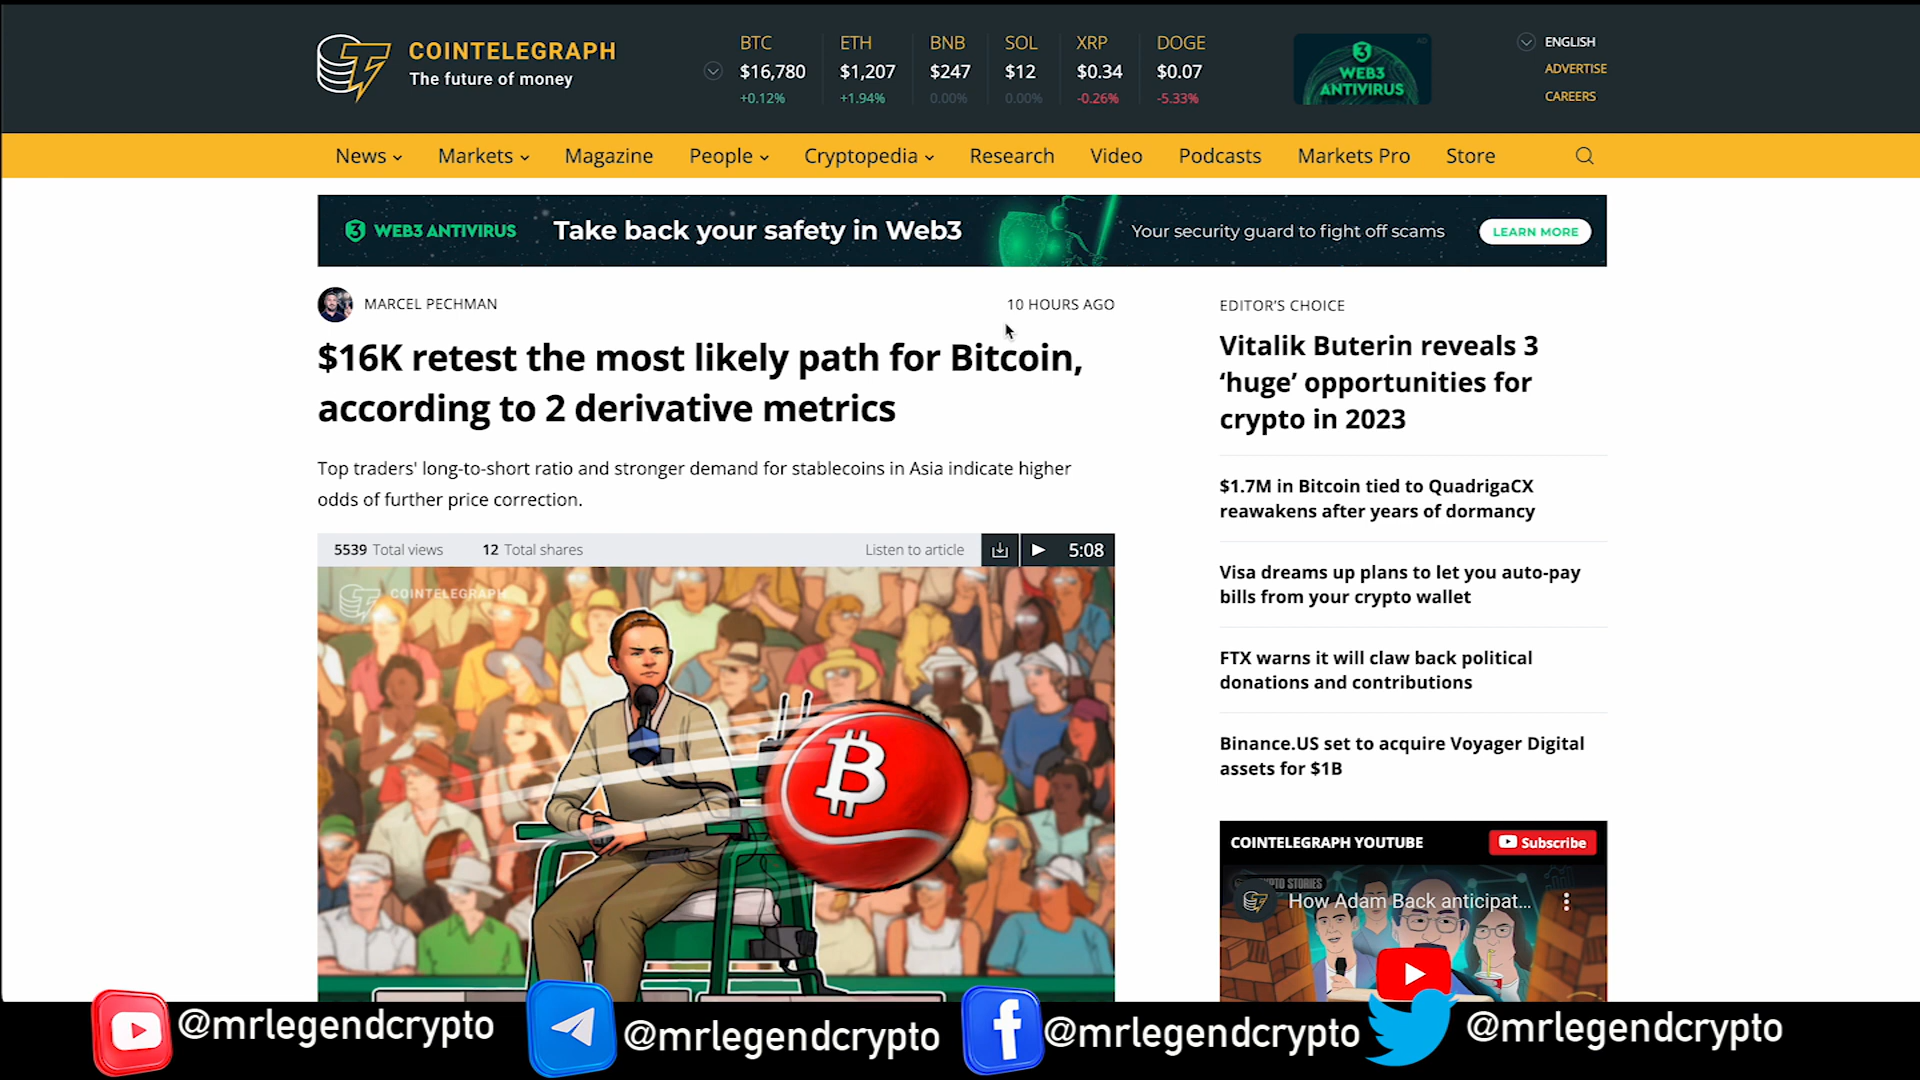 COINTELEGRAPH
The future of money
BTC
$16,780
+0.12%
ETH
$1,207
+1.94%
BNB
$247
0.00%
SOL
$12
0.00%
XRP
$0.34
-0.26%
DOGE
$0.07
-5.33%
AD
3
WEB3
ANTIVIRUS
ENGLISH
ADVERTISE
CAREERS
News
Markets
Magazine
People
Cryptopedia
Research
Video
Podcasts
Markets Pro
Store
3 WEB3 ANTIVIRUS
Take back your safety in Web3
Your security guard to fight off scams
LEARN MORE
MARCEL PECHMAN
10 HOURS AGO
$16K retest the most likely path for Bitcoin,
according to 2 derivative metrics
Top traders' long-to-short ratio and stronger demand for stablecoins in Asia indicate higher
odds of further price correction.
5539 Total views
12 Total shares
Listen to article
5:08
COINTELEGRAPH
EDITOR'S CHOICE
Vitalik Buterin reveals 3
‘huge’ opportunities for
crypto in 2023
$1.7M in Bitcoin tied to QuadrigaCX
reawakens after years of dormancy
Visa dreams up plans to let you auto-pay
bills from your crypto wallet
FTX warns it will claw back political
donations and contributions
Binance.US set to acquire Voyager Digital
assets for $1B
COINTELEGRAPH YOUTUBE
Subscribe
STORIES
How Adam Back anticipat...
@mrlegendcrypto
@mrlegendcrypto
@mrlegendcrypto
@mrlegendcrypto